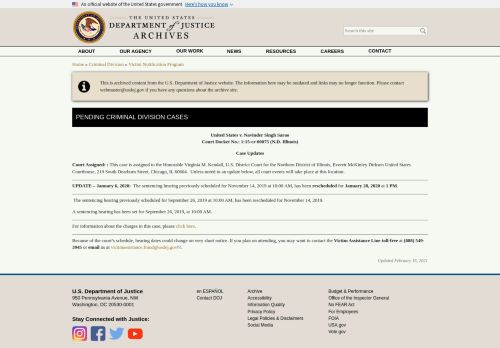 An official website of the United States government Here's how you know
THE UNITED STATES
DEPARTMENT of JUSTICE
ARCHIVES
Search this site
ABOUT OUR AGENCY OUR WORK NEWS RESOURCES CAREERS CONTACT
Home » Criminal Division » Victim Notification Program
This is archived content from the U.S. Department of Justice website. The information here may be outdated and links may no longer function. Please contact
webmaster@usdoj.gov if you have any questions about the archive site.
PENDING CRIMINAL DIVISION CASES
United States v. Navinder Singh Sarao
Court Docket No.: 1:15-cr-00075 (N.D. Illinois)
Case Updates
Court Assigned: : This case is assigned to the Honorable Virginia M. Kendall, U.S. District Court for the Northern District of Illinois, Everett McKinley Dirksen United States
Courthouse, 219 South Dearborn Street, Chicago, IL 60604. Unless noted in an update below, all court events will take place at this location.
UPDATE – January 6, 2020: The sentencing hearing previously scheduled for November 14, 2019 at 10:00 AM, has been rescheduled for January 28, 2020 at 1 PM.
The sentencing hearing previously scheduled for September 26, 2019 at 10:00 AM, has been rescheduled for November 14, 2019.
A sentencing hearing has been set for September 26, 2019, at 10:00 AM.
For information about the charges in this case, please click here.
Because of the court's schedule, hearing dates could change on very short notice. If you plan on attending, you may want to contact the Victim Assistance Line toll-free at (888) 549-
3945 or email us at victimassistance.fraud@usdoj.gov.
Updated February 10, 2021
U.S. Department of Justice
950 Pennsylvania Avenue, NW
Washington, DC 20530-0001
Stay Connected with Justice:
en ESPAÑOL
Contact DOJ
Archive
Accessibility
Information Quality
Privacy Policy
Legal Policies & Disclaimers
Social Media
Budget & Performance
Office of the Inspector General
No FEAR Act
For Employees
FOIA
USA.gov
Vote.gov